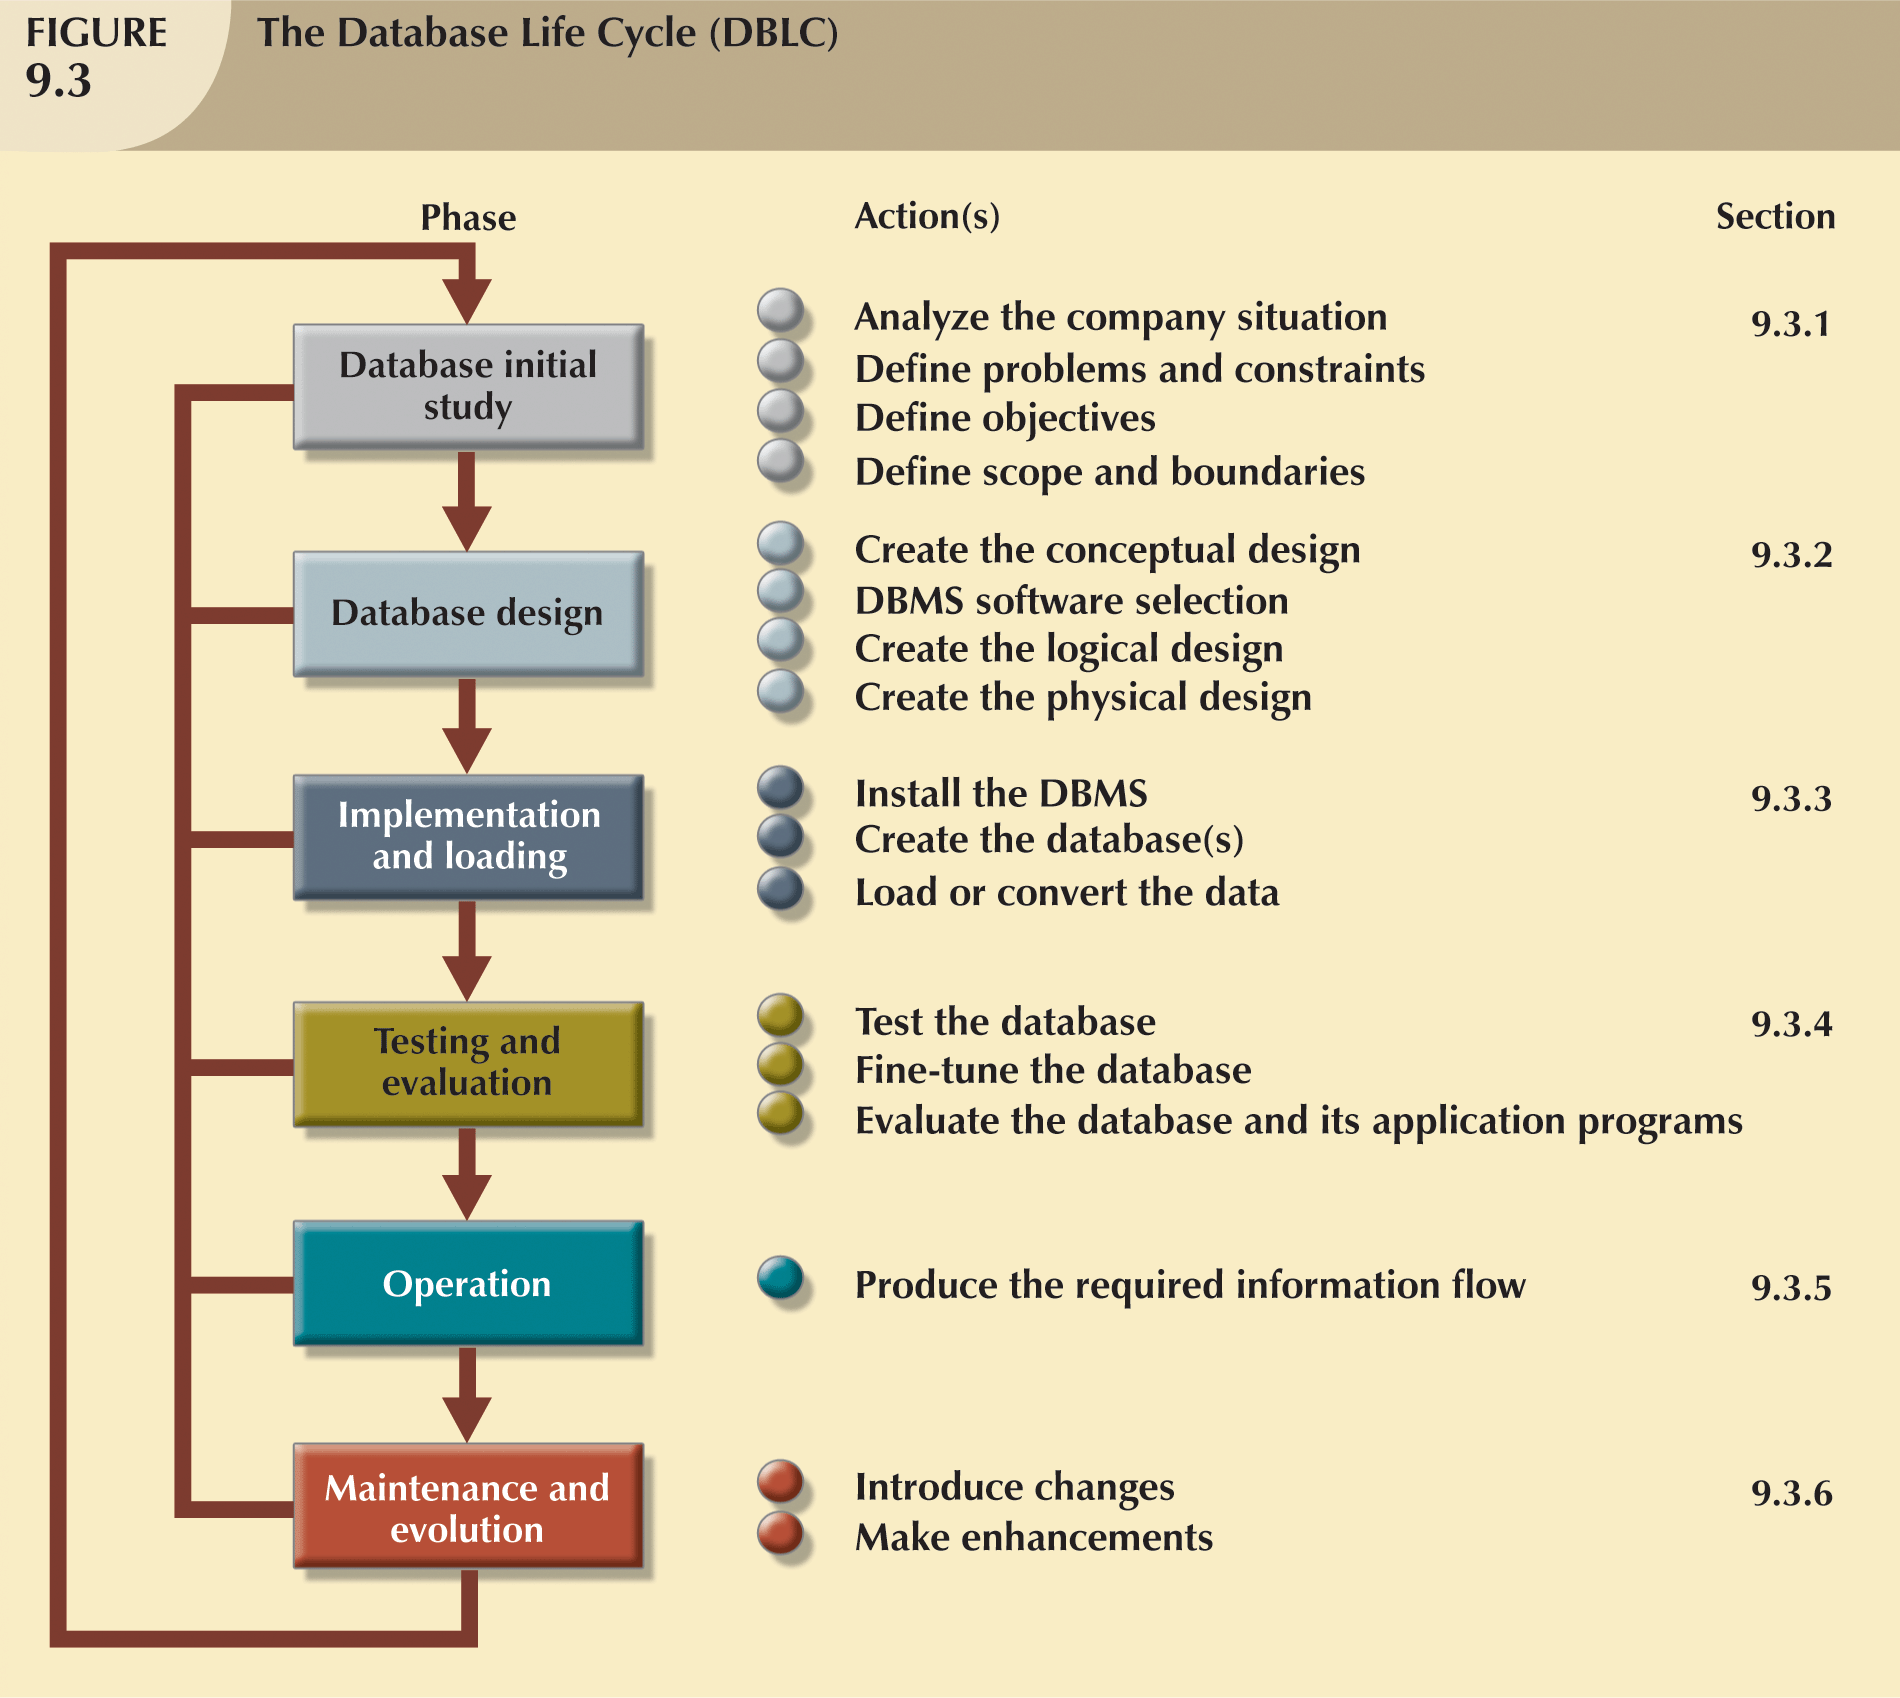 FIGURE
9.3
The Database Life Cycle (DBLC)
Phase
Action(s)
Section
Database initial
study
Analyze the company situation
9.3.1
Define problems and constraints
Define objectives
Define scope and boundaries
Database design
Create the conceptual design
9.3.2
DBMS software selection
Create the logical design
Create the physical design
Implementation
and loading
Install the DBMS
9.3.3
Create the database(s)
Load or convert the data
Testing and
evaluation
Test the database
9.3.4
Fine-tune the database
Evaluate the database and its application programs
Operation
Produce the required information flow
9.3.5
Maintenance and
evolution
Introduce changes
9.3.6
Make enhancements